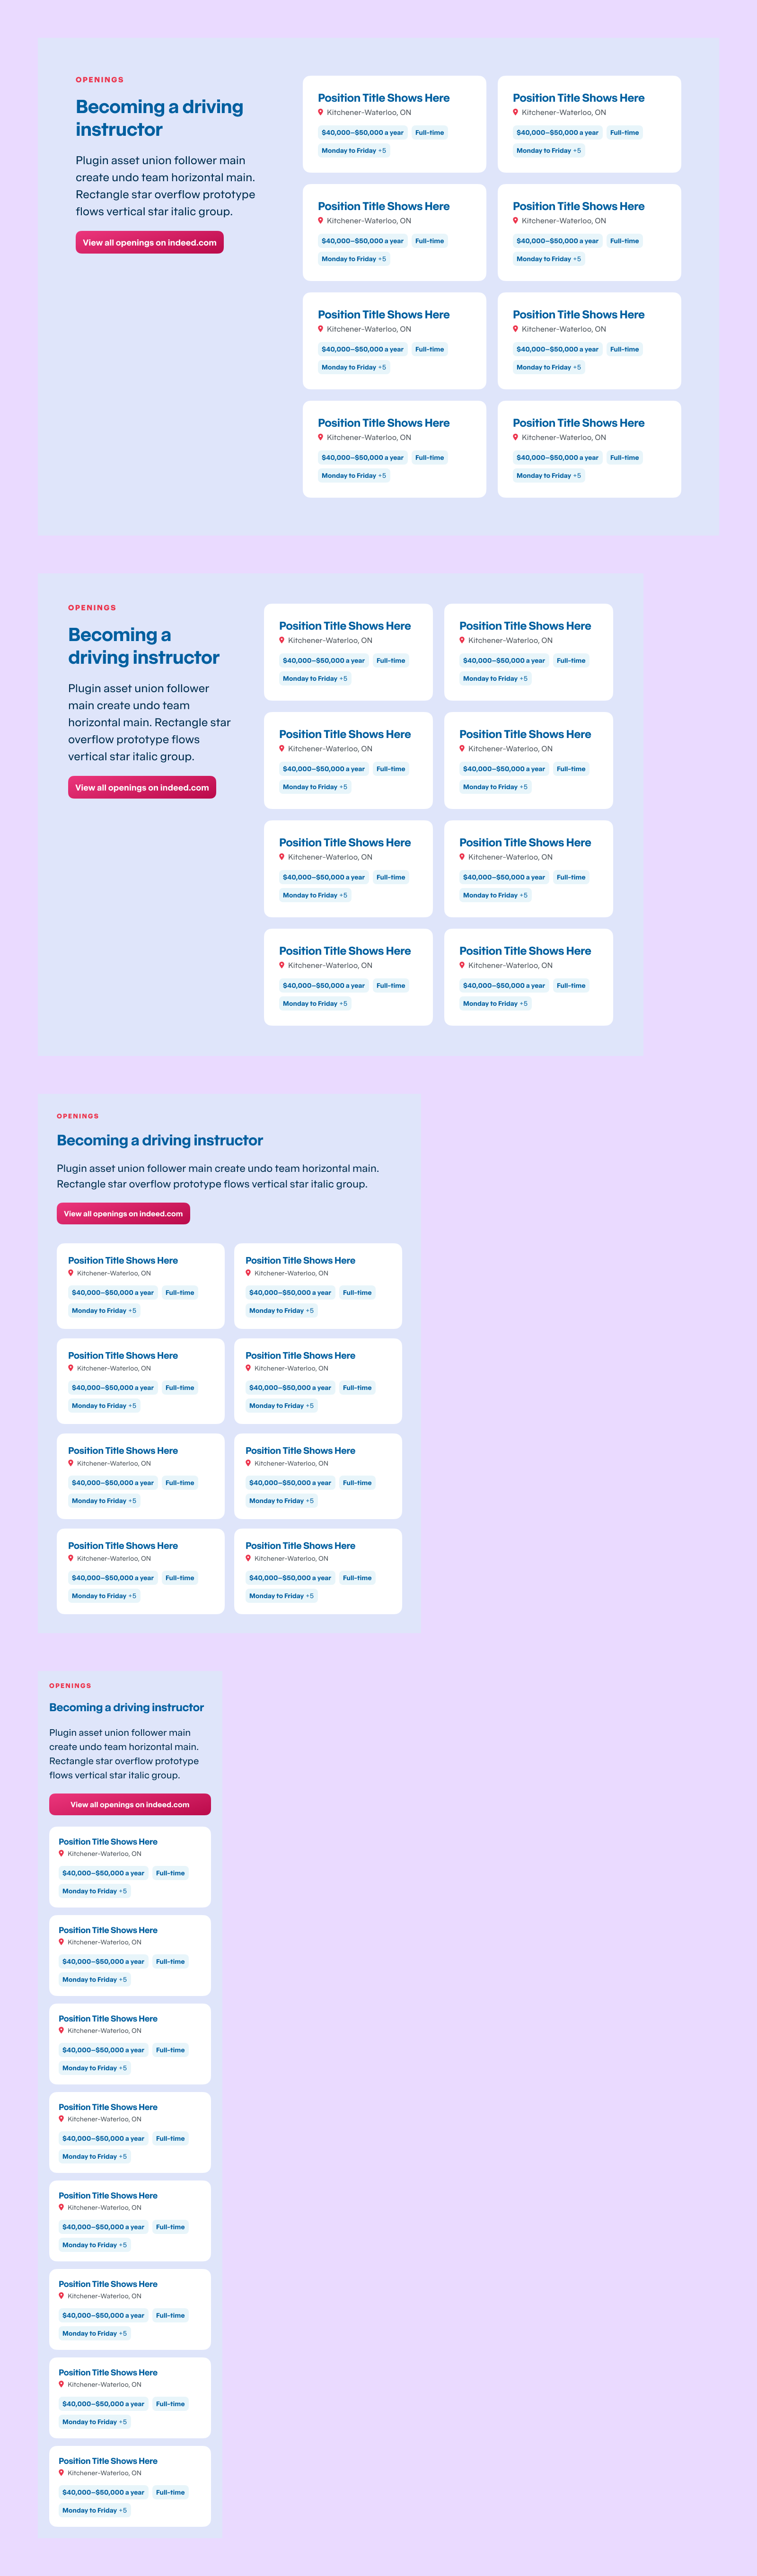 OPENINGS
Becoming a driving
instructor
Plugin asset union follower main
create undo team horizontal main.
Rectangle star overflow prototype
flows vertical star italic group.
View all openings on indeed.com
Position Title Shows Here
Kitchener-Waterloo, ON
$40,000–$50,000 a year Full-time
Monday to Friday +5
Position Title Shows Here
Kitchener-Waterloo, ON
$40,000–$50,000 a year Full-time
Monday to Friday +5
Position Title Shows Here
Kitchener-Waterloo, ON
$40,000–$50,000 a year Full-time
Monday to Friday +5
Position Title Shows Here
Kitchener-Waterloo, ON
$40,000–$50,000 a year Full-time
Monday to Friday +5
Position Title Shows Here
Kitchener-Waterloo, ON
$40,000–$50,000 a year Full-time
Monday to Friday +5
Position Title Shows Here
Kitchener-Waterloo, ON
$40,000–$50,000 a year Full-time
Monday to Friday +5
Position Title Shows Here
Kitchener-Waterloo, ON
$40,000–$50,000 a year Full-time
Monday to Friday +5
Position Title Shows Here
Kitchener-Waterloo, ON
$40,000–$50,000 a year Full-time
Monday to Friday +5
OPENINGS
Becoming a
driving instructor
Plugin asset union follower
main create undo team
horizontal main. Rectangle star
overflow prototype flows
vertical star italic group.
View all openings on indeed.com
Position Title Shows Here
Kitchener-Waterloo, ON
$40,000–$50,000 a year Full-time
Monday to Friday +5
Position Title Shows Here
Kitchener-Waterloo, ON
$40,000–$50,000 a year Full-time
Monday to Friday +5
Position Title Shows Here
Kitchener-Waterloo, ON
$40,000–$50,000 a year Full-time
Monday to Friday +5
Position Title Shows Here
Kitchener-Waterloo, ON
$40,000–$50,000 a year Full-time
Monday to Friday +5
Position Title Shows Here
Kitchener-Waterloo, ON
$40,000–$50,000 a year Full-time
Monday to Friday +5
Position Title Shows Here
Kitchener-Waterloo, ON
$40,000–$50,000 a year Full-time
Monday to Friday +5
Position Title Shows Here
Kitchener-Waterloo, ON
$40,000–$50,000 a year Full-time
Monday to Friday +5
Position Title Shows Here
Kitchener-Waterloo, ON
$40,000–$50,000 a year Full-time
Monday to Friday +5
OPENINGS
Becoming a driving instructor
Plugin asset union follower main create undo team horizontal main.
Rectangle star overflow prototype flows vertical star italic group.
View all openings on indeed.com
Position Title Shows Here
Kitchener-Waterloo, ON
$40,000–$50,000 a year Full-time
Monday to Friday +5
Position Title Shows Here
Kitchener-Waterloo, ON
$40,000–$50,000 a year Full-time
Monday to Friday +5
Position Title Shows Here
Kitchener-Waterloo, ON
$40,000–$50,000 a year Full-time
Monday to Friday +5
Position Title Shows Here
Kitchener-Waterloo, ON
$40,000–$50,000 a year Full-time
Monday to Friday +5
Position Title Shows Here
Kitchener-Waterloo, ON
$40,000–$50,000 a year Full-time
Monday to Friday +5
Position Title Shows Here
Kitchener-Waterloo, ON
$40,000–$50,000 a year Full-time
Monday to Friday +5
Position Title Shows Here
Kitchener-Waterloo, ON
$40,000–$50,000 a year Full-time
Monday to Friday +5
Position Title Shows Here
Kitchener-Waterloo, ON
$40,000–$50,000 a year Full-time
Monday to Friday +5
OPENINGS
Becoming a driving instructor
Plugin asset union follower main
create undo team horizontal main.
Rectangle star overflow prototype
flows vertical star italic group.
View all openings on indeed.com
Position Title Shows Here
Kitchener-Waterloo, ON
$40,000–$50,000 a year Full-time
Monday to Friday +5
Position Title Shows Here
Kitchener-Waterloo, ON
$40,000–$50,000 a year Full-time
Monday to Friday +5
Position Title Shows Here
Kitchener-Waterloo, ON
$40,000–$50,000 a year Full-time
Monday to Friday +5
Position Title Shows Here
Kitchener-Waterloo, ON
$40,000–$50,000 a year Full-time
Monday to Friday +5
Position Title Shows Here
Kitchener-Waterloo, ON
$40,000–$50,000 a year Full-time
Monday to Friday +5
Position Title Shows Here
Kitchener-Waterloo, ON
$40,000–$50,000 a year Full-time
Monday to Friday +5
Position Title Shows Here
Kitchener-Waterloo, ON
$40,000–$50,000 a year Full-time
Monday to Friday +5
Position Title Shows Here
Kitchener-Waterloo, ON
$40,000–$50,000 a year Full-time
Monday to Friday +5